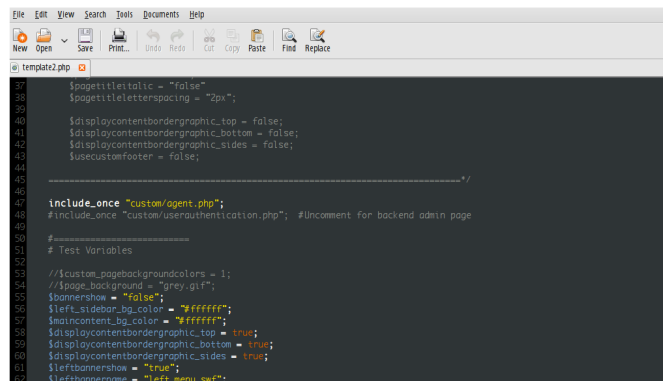 File Edit View Search Tools Documents Help
New Open Save Print... Undo Redo Cut Copy Paste Find Replace
template2.php
37 $pagetitleitalic = "false"
38 $pagetitleletterspacing = "2px";
39
40 $displaycontentbordergraphic_top = false;
41 $displaycontentbordergraphic_bottom = false;
42 $displaycontentbordergraphic_sides = false;
43 $usecustomfooter = false;
44
45 ===============================================================================*/
46
47 include_once "custom/agent.php";
48 #include_once "custom/userauthentication.php"; #Uncomment for backend admin page
49
50 #==========================
51 # Test Variables
52
53 //$custom_pagebackgroundcolors = 1;
54 //$page_background = "grey.gif";
55 $bannershow = "false";
56 $left_sidebar_bg_color = "#ffffff";
57 $maincontent_bg_color = "#ffffff";
58 $displaycontentbordergraphic_top = true;
59 $displaycontentbordergraphic_bottom = true;
60 $displaycontentbordergraphic_sides = true;
61 $leftbannershow = "true";
62 $leftbannername = "left_menu.swf";